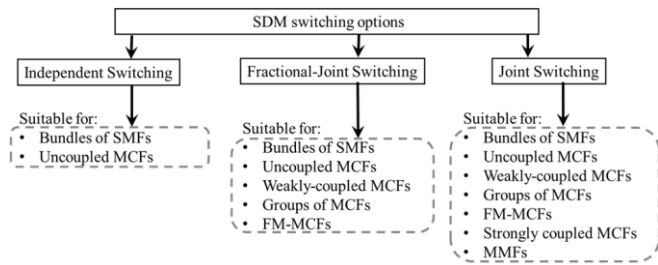 SDM switching options
Independent Switching
Suitable for:
• Bundles of SMFs
• Uncoupled MCFs
Fractional-Joint Switching
Suitable for:
• Bundles of SMFs
• Uncoupled MCFs
• Weakly-coupled MCFs
• Groups of MCFs
• FM-MCFs
Joint Switching
Suitable for:
• Bundles of SMFs
• Uncoupled MCFs
• Weakly-coupled MCFs
• Groups of MCFs
• FM-MCFs
• Strongly coupled MCFs
• MMFs